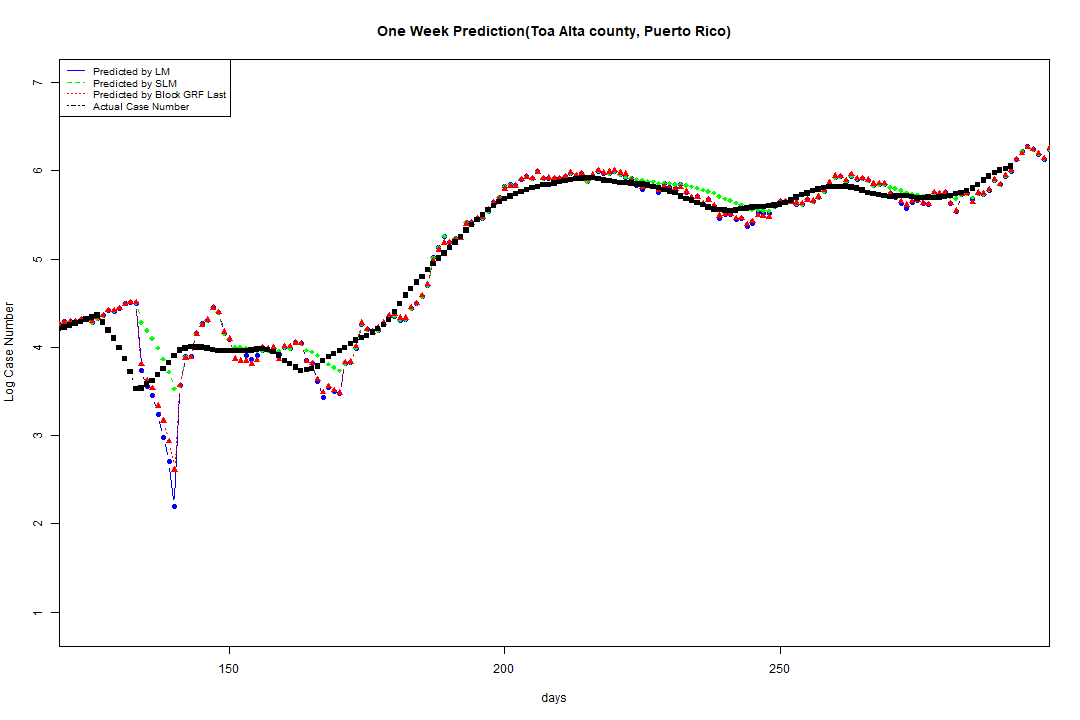 One Week Prediction(Toa Alta county, Puerto Rico)
Predicted by LM
Predicted by SLM
Predicted by Block GRF Last
Actual Case Number
7
6
5
4
3
2
1
Log Case Number
150 200 250
days